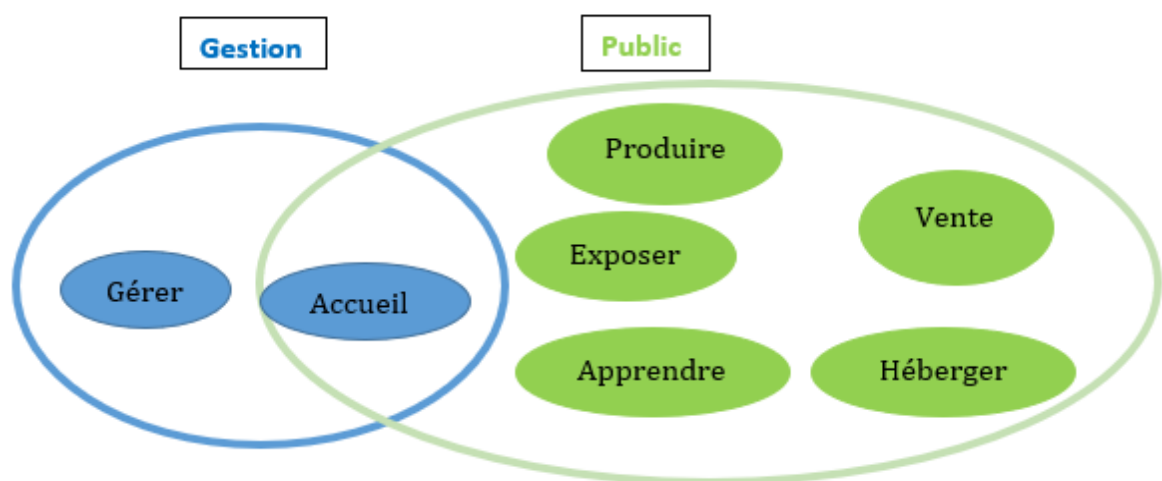 Gestion
Public
Produire
Vente
Exposer
Gérer
Accueil
Apprendre
Héberger